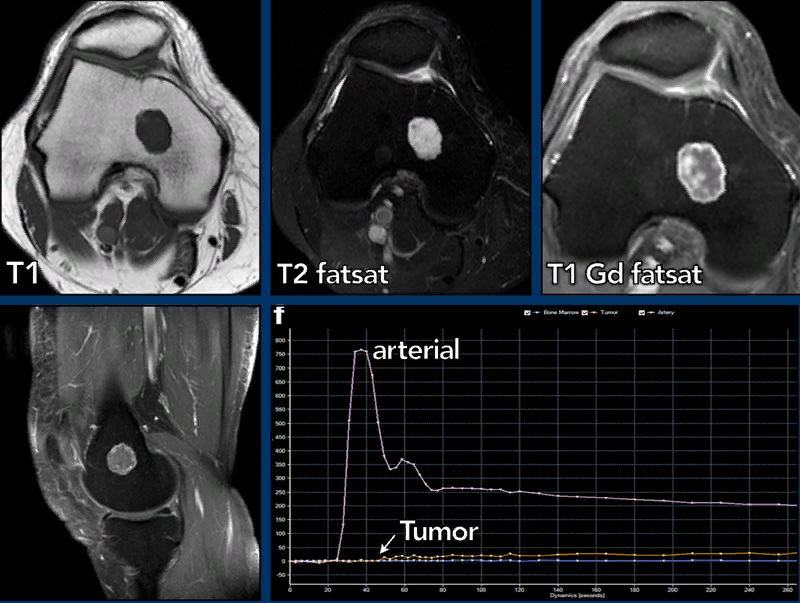 T1
T2 fatsat
T1 Gd fatsat
f
Bone Marrow Tumor Artery
arterial
Tumor
800
750
700
650
600
550
500
450
400
350
300
250
200
150
100
50
0
-50
0 20 40 60 80 100 120 140 160 180 200 220 240 260
Dynamics [seconds]